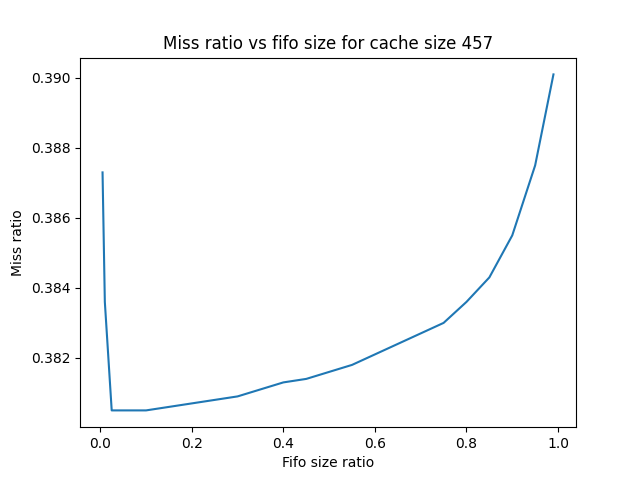 Miss ratio vs fifo size for cache size 457
0.390
0.388
0.386
0.384
0.382
Miss ratio
0.0 0.2 0.4 0.6 0.8 1.0
Fifo size ratio